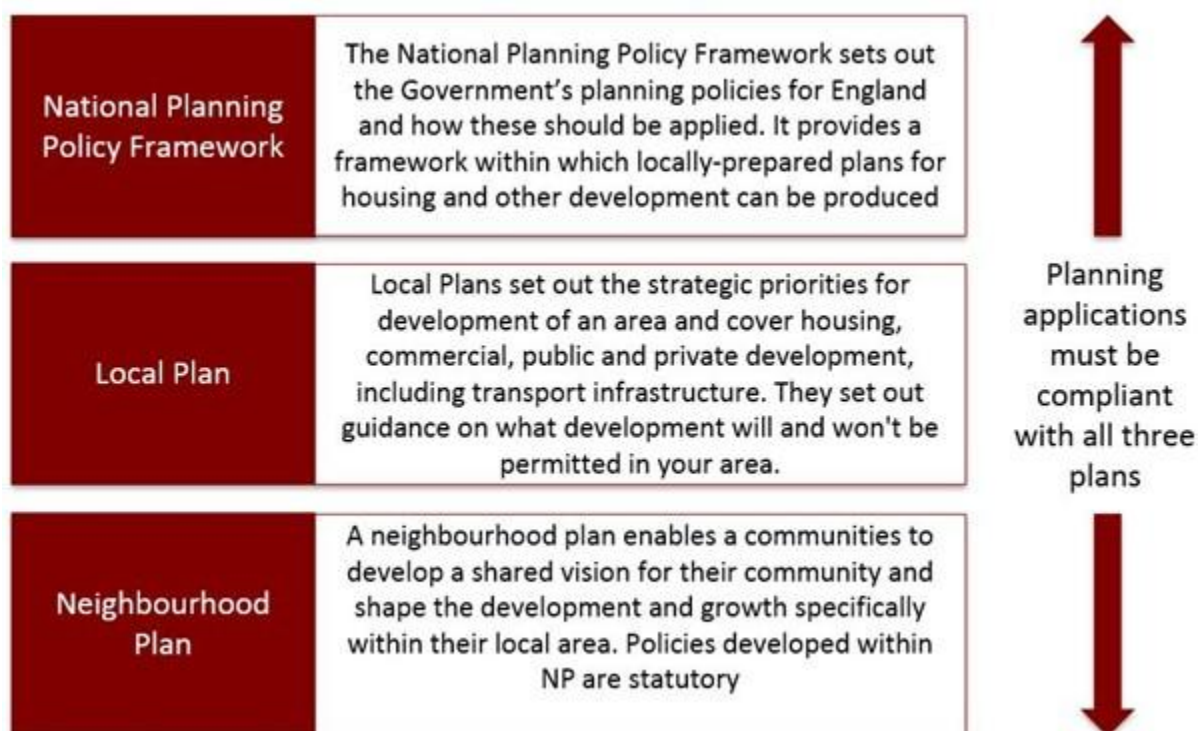 National Planning
Policy Framework
The National Planning Policy Framework sets out
the Government’s planning policies for England
and how these should be applied. It provides a
framework within which locally-prepared plans for
housing and other development can be produced
Local Plan
Local Plans set out the strategic priorities for
development of an area and cover housing,
commercial, public and private development,
including transport infrastructure. They set out
guidance on what development will and won't be
permitted in your area.
Neighbourhood
Plan
A neighbourhood plan enables a communities to
develop a shared vision for their community and
shape the development and growth specifically
within their local area. Policies developed within
NP are statutory
Planning
applications
must be
compliant
with all three
plans